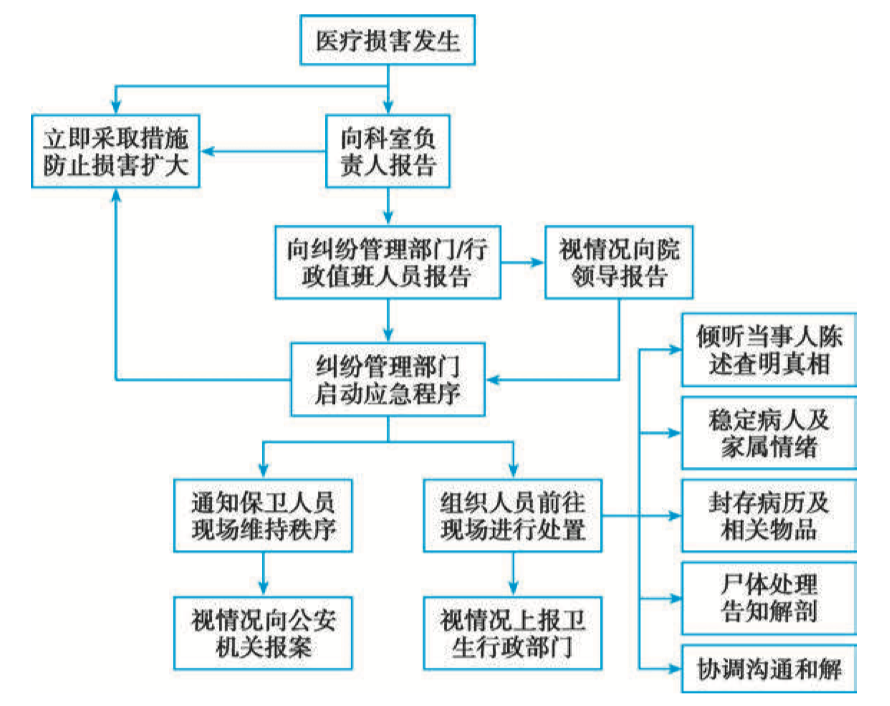 医疗损害发生
立即采取措施
防止损害扩大
向科室负
责人报告
向纠纷管理部门/行
政值班人员报告
视情况向院
领导报告
纠纷管理部门
启动应急程序
倾听当事人陈
述查明真相
稳定病人及
家属情绪
通知保卫人员
现场维持秩序
组织人员前往
现场进行处置
封存病历及
相关物品
尸体处理
告知解剖
视情况向公安
机关报案
视情况上报卫
生行政部门
协调沟通和解